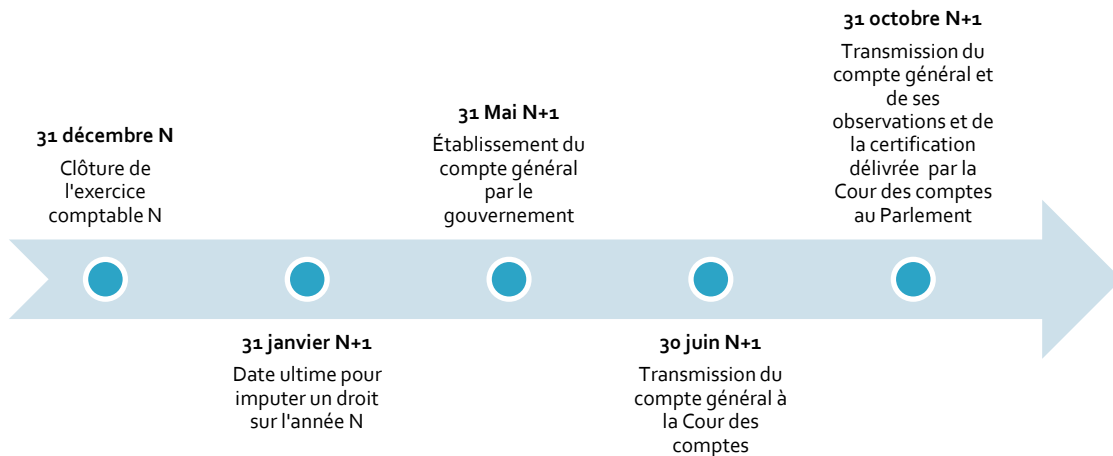 31 décembre N
Clôture de
l'exercice
comptable N
31 janvier N+1
Date ultime pour
imputer un droit
sur l'année N
31 Mai N+1
Établissement du
compte général
par le
gouvernement
30 juin N+1
Transmission du
compte général à
la Cour des
comptes
31 octobre N+1
Transmission du
compte général et
de ses
observations et de
la certification
délivrée par la
Cour des comptes
au Parlement